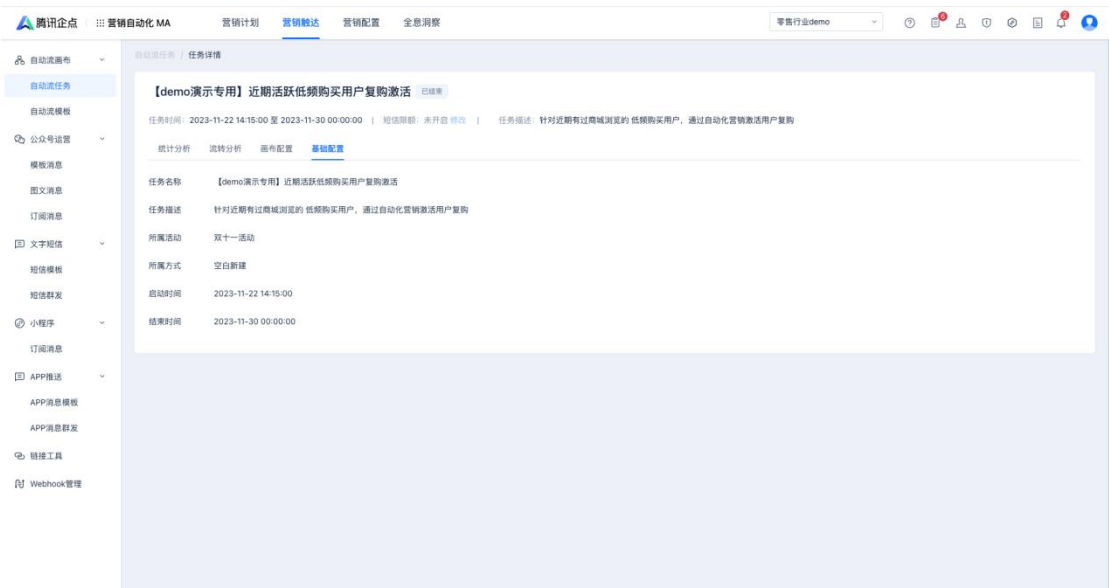 腾讯企点 营销自动化 MA 营销计划 营销触达 营销配置 全息洞察 零售行业demo 6 2
自动流画布
自动流任务
自动流模板
公众号运营
模板消息
图文消息
订阅消息
文字短信
短信模板
短信群发
小程序
订阅消息
APP推送
APP消息模板
APP消息群发
链接工具
Webhook管理
自动流任务 / 任务详情
【demo演示专用】近期活跃低频购买用户复购激活 已结束
任务时间: 2023-11-22 14:15:00 至 2023-11-30 00:00:00 | 短信限额: 未开启 修改 | 任务描述: 针对近期有过商城浏览的 低频购买用户，通过自动化营销激活用户复购
统计分析 流转分析 画布配置 基础配置
任务名称 【demo演示专用】近期活跃低频购买用户复购激活
任务描述 针对近期有过商城浏览的 低频购买用户，通过自动化营销激活用户复购
所属活动 双十一活动
所属方式 空白新建
启动时间 2023-11-22 14:15:00
结束时间 2023-11-30 00:00:00